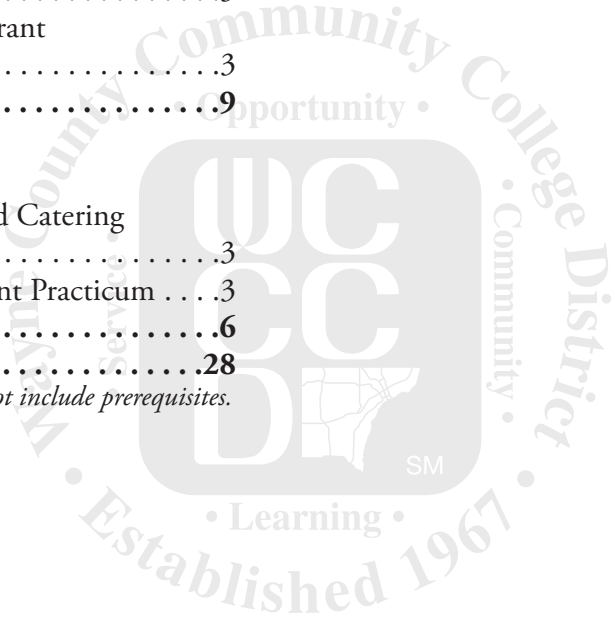 rant
. . . . . . . . . . . . . . .3
. . . . . . . . . . . . . . .9
d Catering
. . . . . . . . . . . . . . .3
nt Practicum . . . .3
. . . . . . . . . . . . . . .6
. . . . . . . . . . . . . . .28
ot include prerequisites.
Wayne County Community College District
• Opportunity •
• Service •
• Community •
WC
CC
D
SM
• Learning •
• Established 1967 •